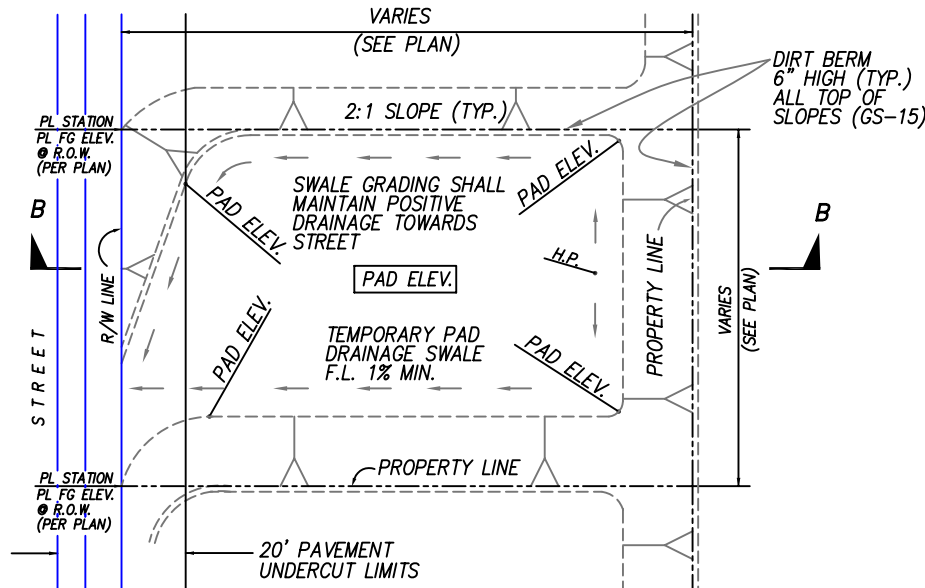 VARIES
(SEE PLAN)
DIRT BERM
6" HIGH (TYP.)
ALL TOP OF
SLOPES (GS-15)
2:1 SLOPE (TYP.)
PL STATION
PL FG ELEV.
@ R.O.W.
(PER PLAN)
SWALE GRADING SHALL
MAINTAIN POSITIVE
DRAINAGE TOWARDS
STREET
PAD ELEV.
PAD ELEV.
B
B
H.P.
PAD ELEV.
R/W LINE
PROPERTY LINE
VARIES
(SEE PLAN)
PAD ELEV.
TEMPORARY PAD
DRAINAGE SWALE
F.L. 1% MIN.
PAD ELEV.
STREET
PROPERTY LINE
PL STATION
PL FG ELEV.
@ R.O.W.
(PER PLAN)
20' PAVEMENT
UNDERCUT LIMITS